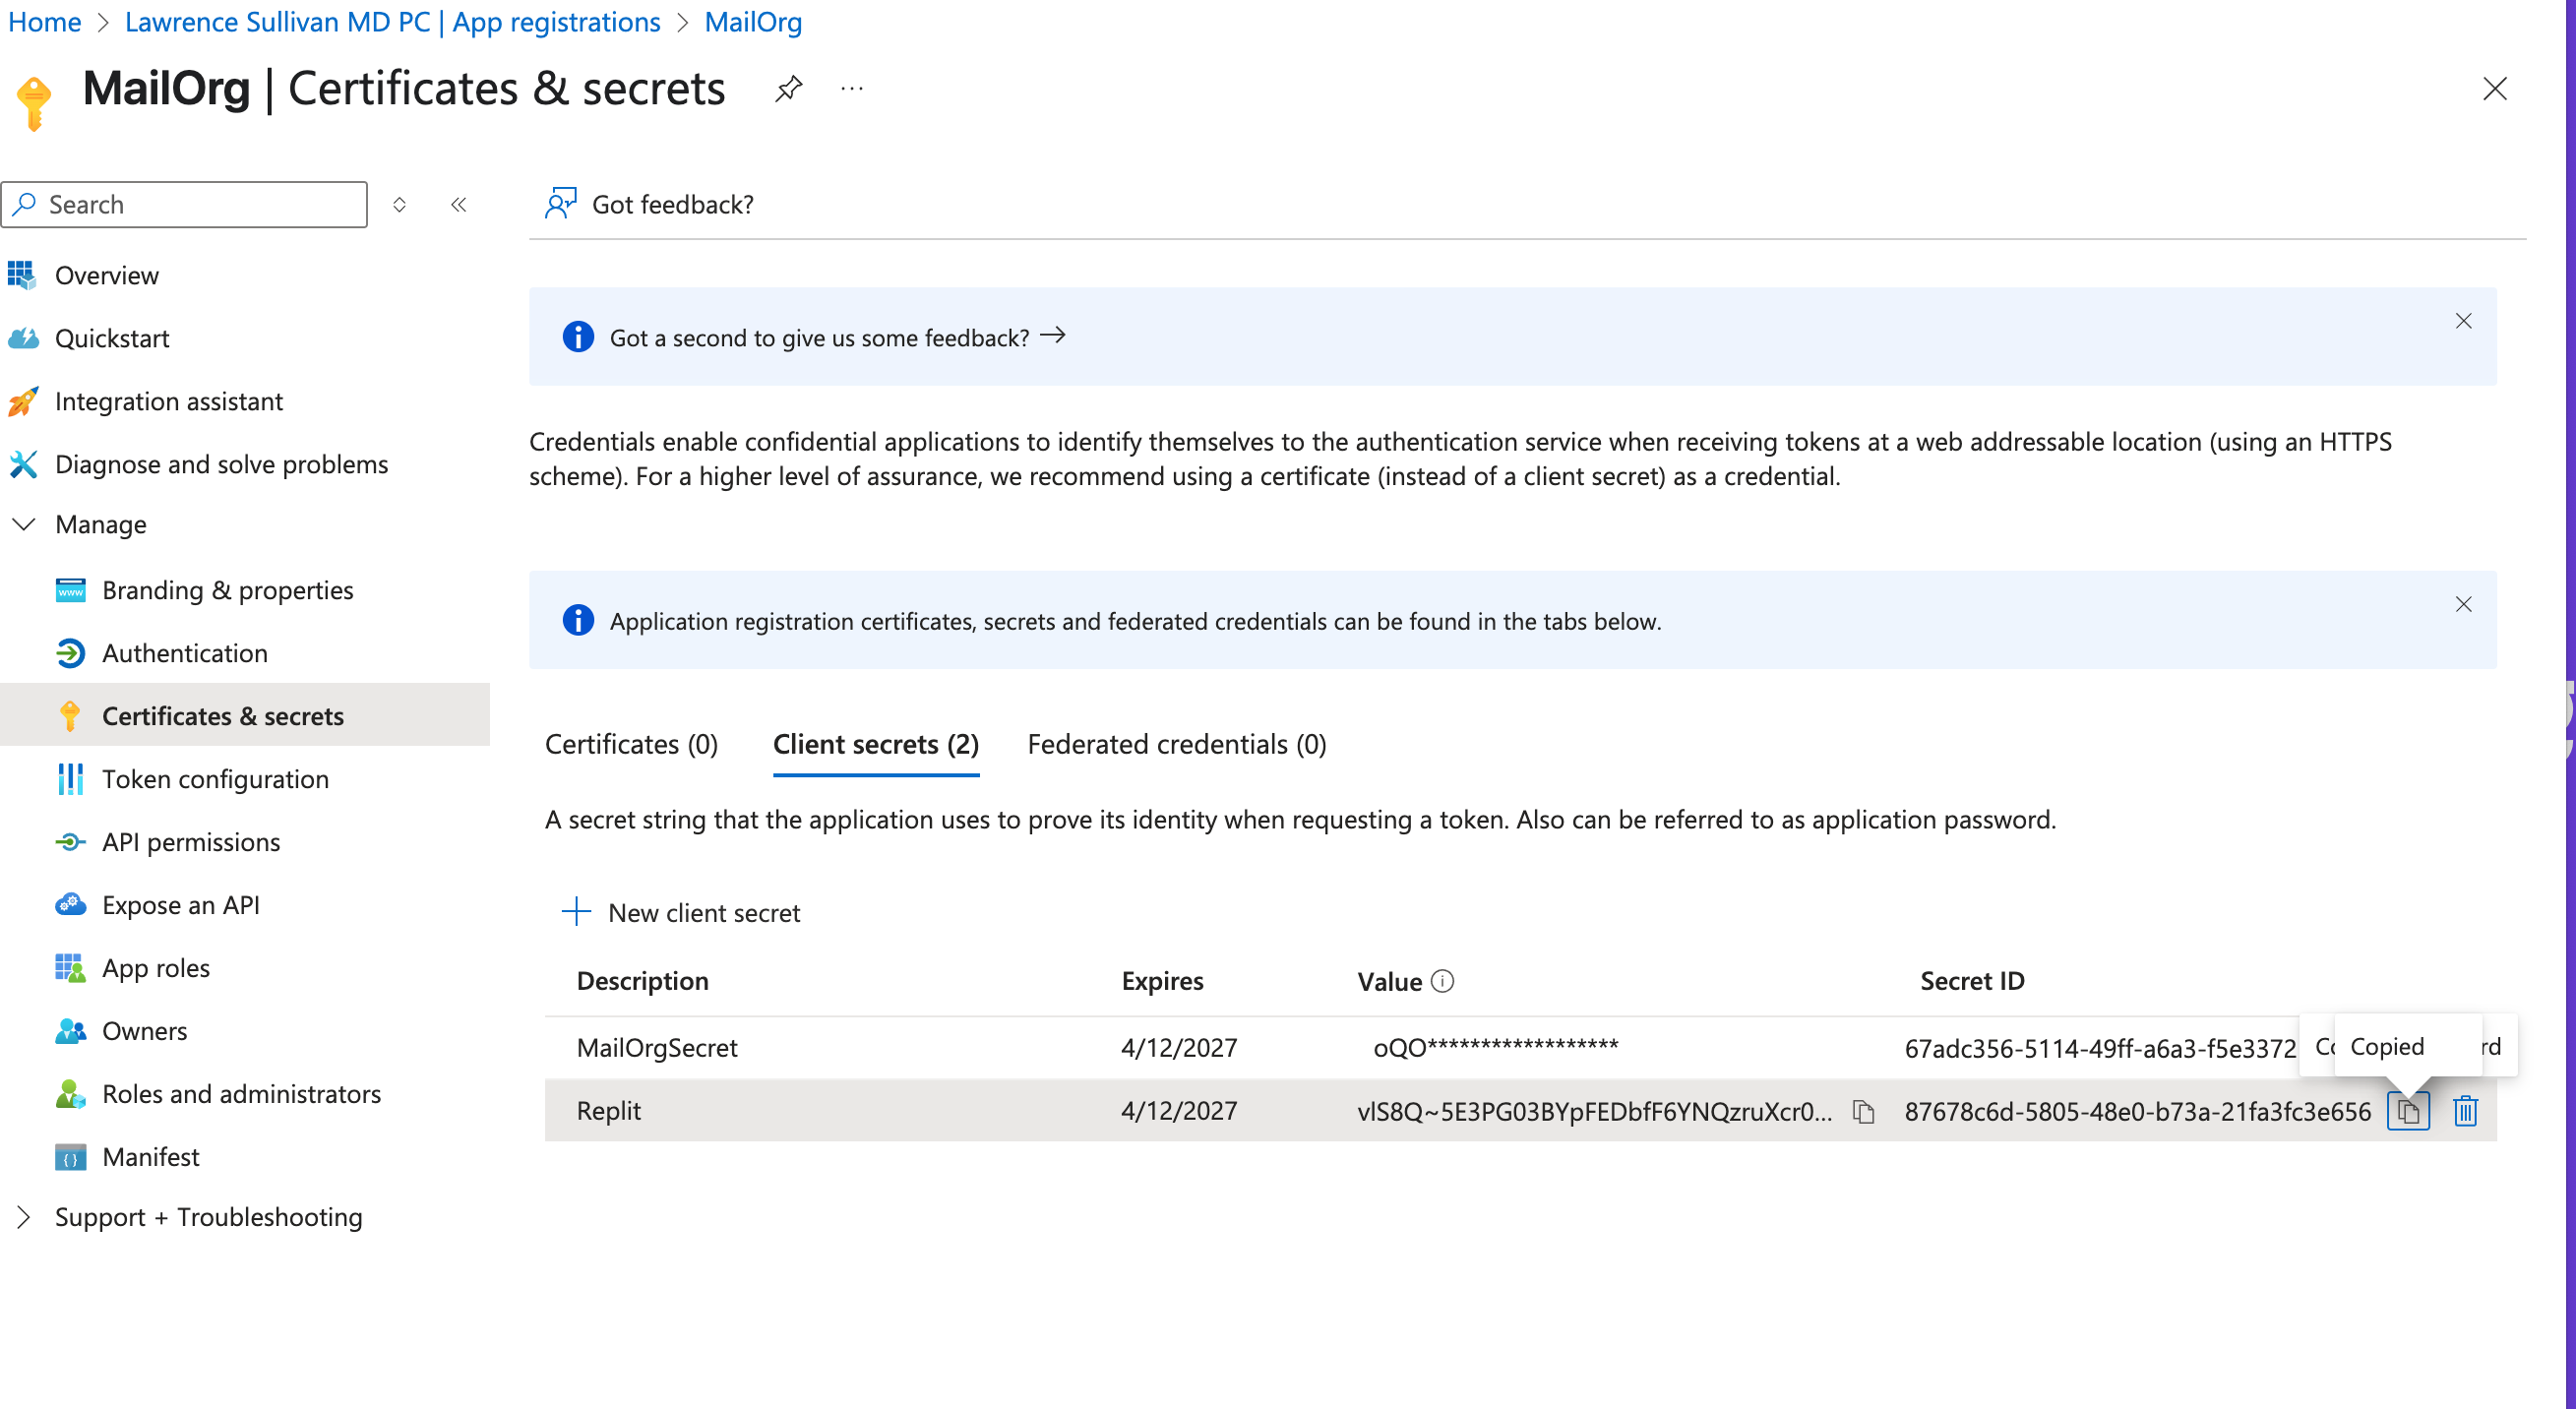 Home > Lawrence Sullivan MD PC | App registrations > MailOrg
MailOrg | Certificates & secrets
Search
Got feedback?
Overview
Quickstart
Integration assistant
Diagnose and solve problems
Manage
Branding & properties
Authentication
Certificates & secrets
Token configuration
API permissions
Expose an API
App roles
Owners
Roles and administrators
Manifest
Support + Troubleshooting
Got a second to give us some feedback? →
Credentials enable confidential applications to identify themselves to the authentication service when receiving tokens at a web addressable location (using an HTTPS
scheme). For a higher level of assurance, we recommend using a certificate (instead of a client secret) as a credential.
Application registration certificates, secrets and federated credentials can be found in the tabs below.
Certificates (0) Client secrets (2) Federated credentials (0)
A secret string that the application uses to prove its identity when requesting a token. Also can be referred to as application password.
+ New client secret
Description Expires Value Secret ID
MailOrgSecret 4/12/2027 oQO****************** 67adc356-5114-49ff-a6a3-f5e3372
Copied
Replit 4/12/2027 vlS8Q~5E3PG03BYpFEDbfF6YNQzruXcr0... 87678c6d-5805-48e0-b73a-21fa3fc3e656